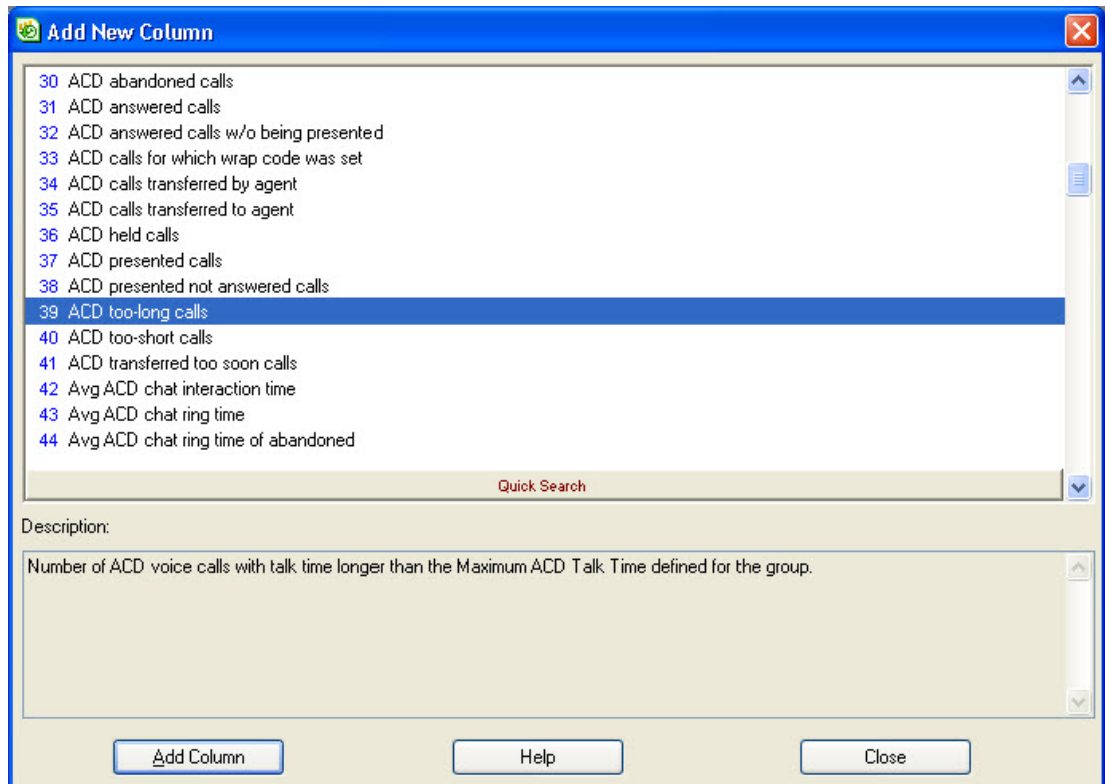 Add New Column
30 ACD abandoned calls
31 ACD answered calls
32 ACD answered calls w/o being presented
33 ACD calls for which wrap code was set
34 ACD calls transferred by agent
35 ACD calls transferred to agent
36 ACD held calls
37 ACD presented calls
38 ACD presented not answered calls
39 ACD too-long calls
40 ACD too-short calls
41 ACD transferred too soon calls
42 Avg ACD chat interaction time
43 Avg ACD chat ring time
44 Avg ACD chat ring time of abandoned
Quick Search
Description:
Number of ACD voice calls with talk time longer than the Maximum ACD Talk Time defined for the group.
Add Column Help Close